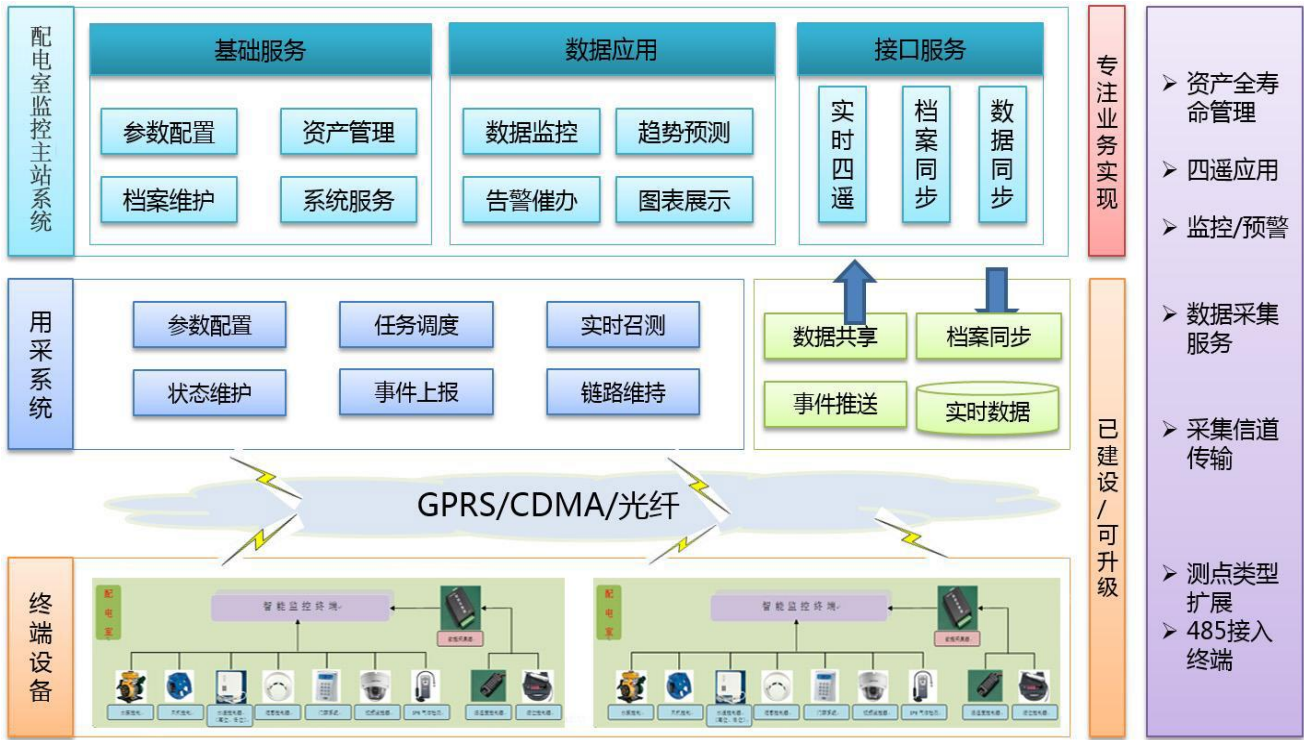 配电室监控主站系统
基础服务
参数配置
资产管理
档案维护
系统服务
数据应用
数据监控
趋势预测
告警催办
图表展示
接口服务
实时四遥
档案同步
数据同步
专注业务实现
用采系统
参数配置
任务调度
实时召测
状态维护
事件上报
链路维持
数据共享
档案同步
事件推送
实时数据
已建设/可升级
GPRS/CDMA/光纤
终端设备
配电室
智能监控终端
配电室
智能监控终端
➢ 资产全寿
命管理
➢ 四遥应用
➢ 监控/预警
➢ 数据采集
服务
➢ 采集信道
传输
➢ 测点类型
扩展
➢ 485接入
终端